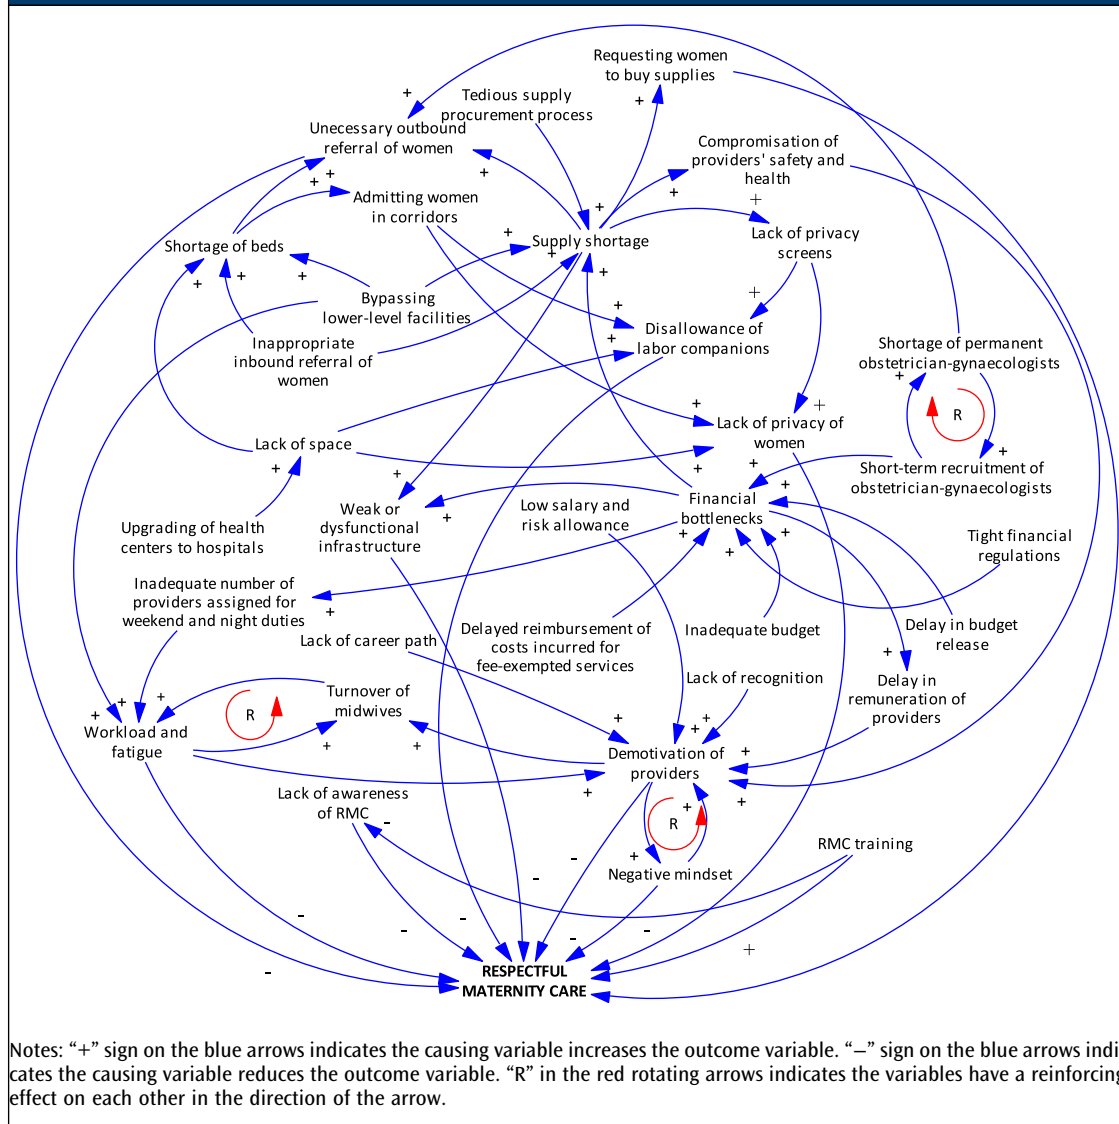 Requesting women
to buy supplies
+
Tedious supply
procurement process
+
Unecessary outbound
referral of women
Compromisation of
providers' safety and
health
+
+
+
+
+
Admitting women
in corridors
+
+
Shortage of beds
Supply shortage
Lack of privacy
screens
+
+
+
+
+
+
+
Bypassing
lower-level facilities
+
+
Disallowance of
labor companions
Inappropriate
inbound referral of
women
+
Shortage of permanent
obstetrician-gynaecologists
+
R
+
+
Lack of privacy of
women
Lack of space
+
+
+
+
+
Short-term recruitment of
obstetrician-gynaecologists
Financial
bottlenecks
Low salary and
risk allowance
Weak or
dysfunctional
infrastructure
+
Upgrading of health
centers to hospitals
+
+
+
Tight financial
regulations
Inadequate number of
providers assigned for
weekend and night duties
+
Lack of career path
Delayed reimbursement of
costs incurred for
fee-exempted services
Inadequate budget
Delay in budget
release
+
Lack of recognition
Delay in
remuneration of
providers
Turnover of
midwives
+
+
+
R
Workload and
fatigue
+
+
+
+
+
+
Demotivation of
providers
+
+
Lack of awareness
of RMC
-
R
+
+
RMC training
-
Negative mindset
-
-
-
-
-
-
+
-
RESPECTFUL
MATERNITY CARE
Notes: “+” sign on the blue arrows indicates the causing variable increases the outcome variable. “—” sign on the blue arrows indi
cates the causing variable reduces the outcome variable. “R” in the red rotating arrows indicates the variables have a reinforcing
effect on each other in the direction of the arrow.